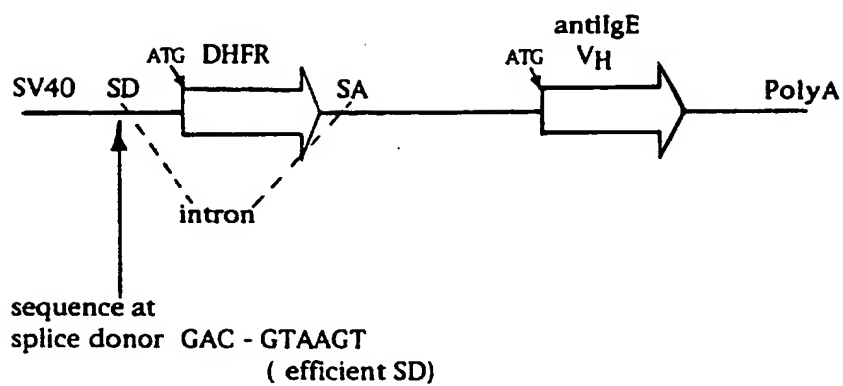 antiIgE
ATG DHFR ATG VH
SV40 SD SA PolyA
intron
sequence at
splice donor GAC - GTAAGT
( efficient SD)